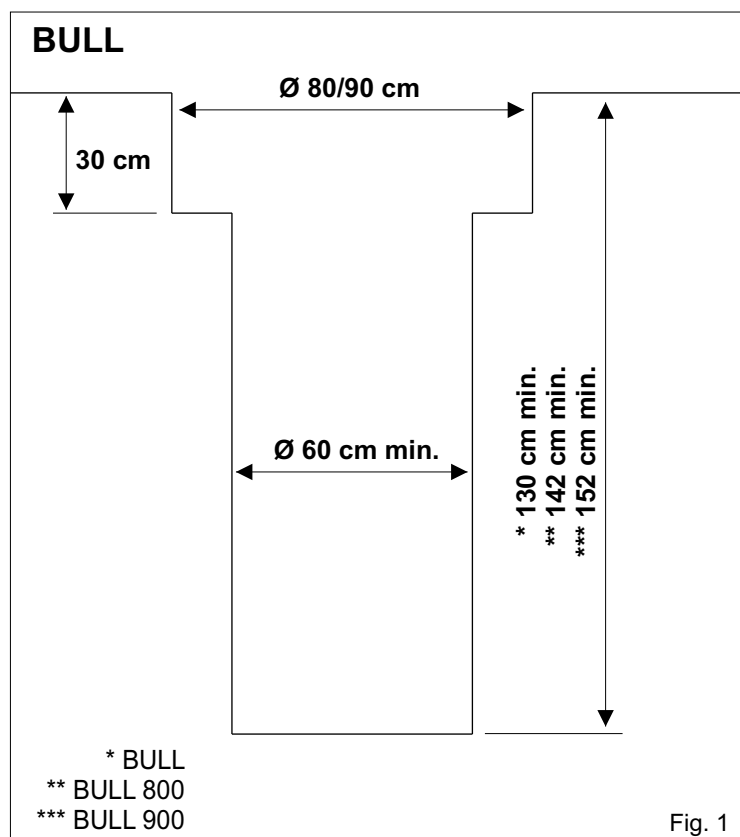 BULL
Ø 80/90 cm
30 cm
Ø 60 cm min.
* 130 cm min.
** 142 cm min.
*** 152 cm min.
* BULL
** BULL 800
*** BULL 900
Fig. 1